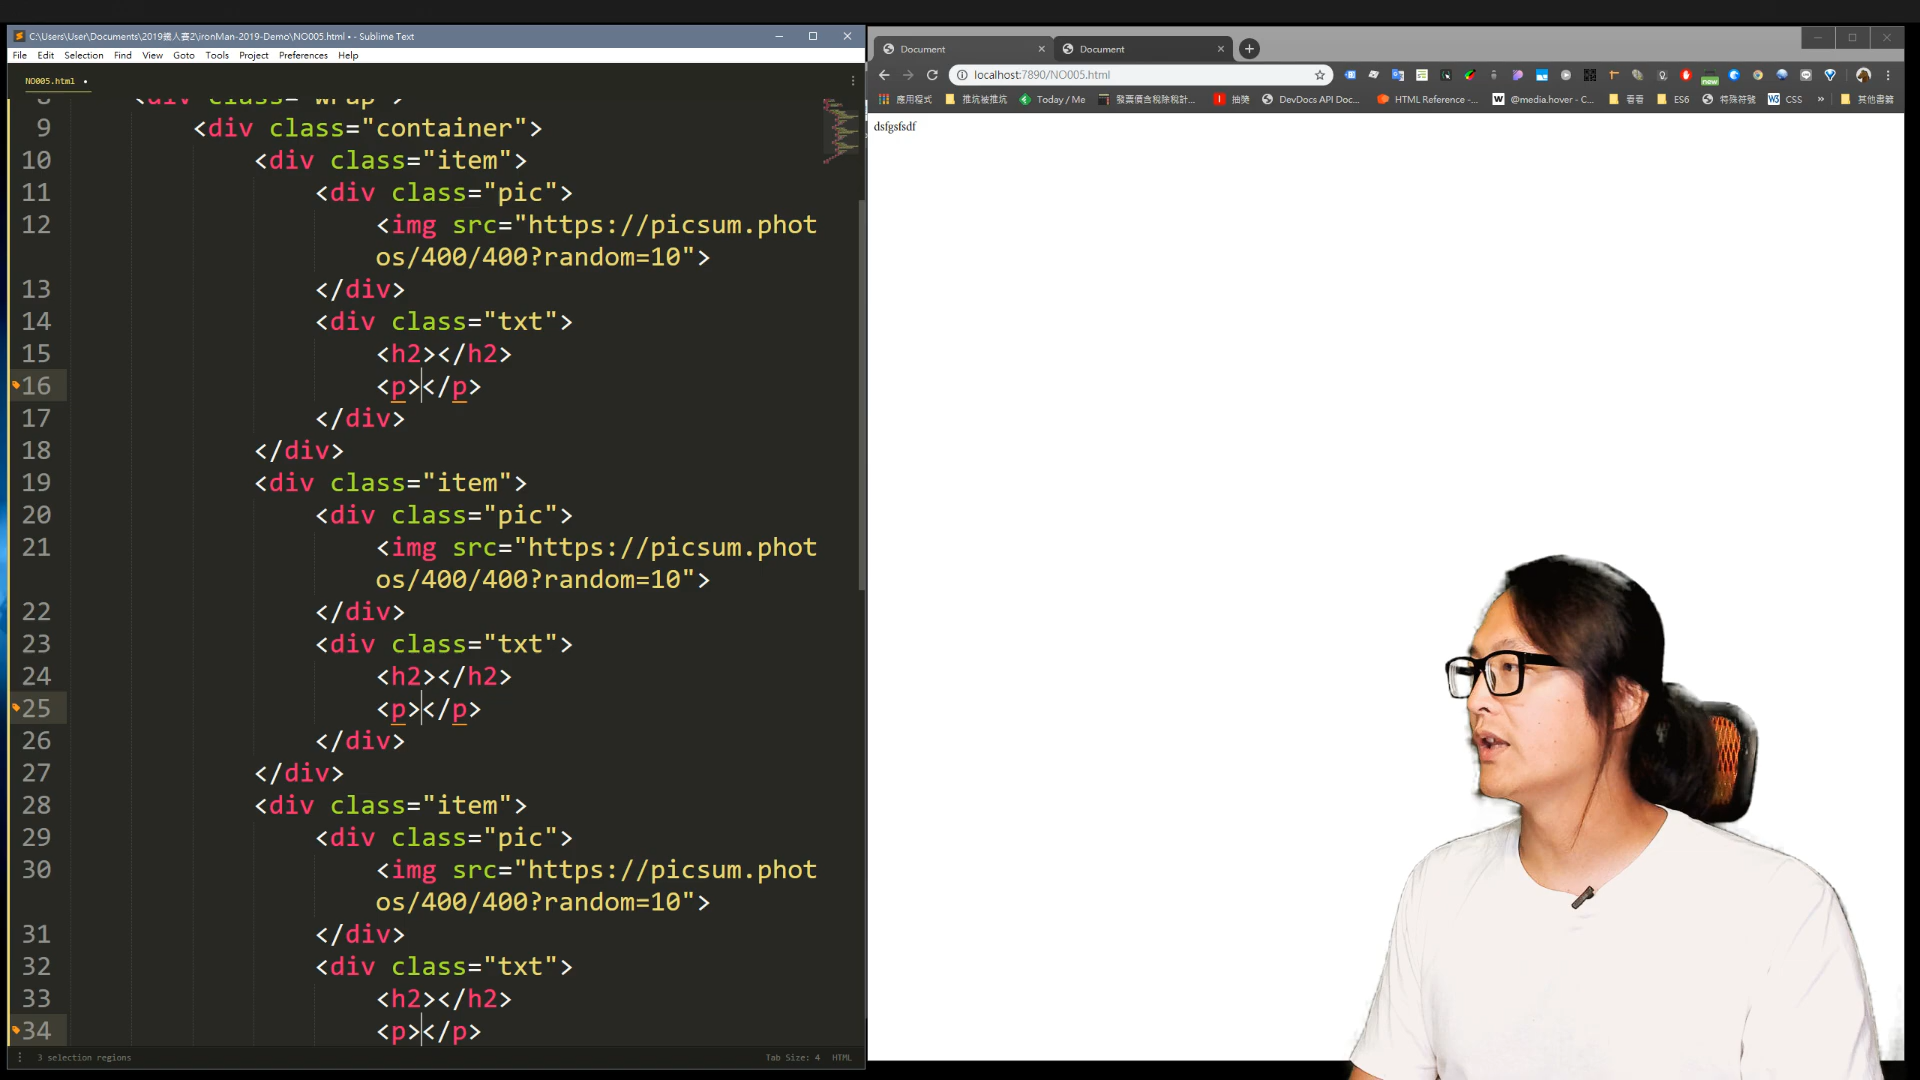 C:\Users\User\Documents\2019鐵人賽2\ironMan-2019-Demo\NO005.html • - Sublime Text
File Edit Selection Find View Goto Tools Project Preferences Help
NO005.html
8 <div class="wrap">
9 <div class="container">
10 <div class="item">
11 <div class="pic">
12 <img src="https://picsum.phot
os/400/400?random=10">
13 </div>
14 <div class="txt">
15 <h2></h2>
16 <p></p>
17 </div>
18 </div>
19 <div class="item">
20 <div class="pic">
21 <img src="https://picsum.phot
os/400/400?random=10">
22 </div>
23 <div class="txt">
24 <h2></h2>
25 <p></p>
26 </div>
27 </div>
28 <div class="item">
29 <div class="pic">
30 <img src="https://picsum.phot
os/400/400?random=10">
31 </div>
32 <div class="txt">
33 <h2></h2>
34 <p></p>
3 selection regions Tab Size: 4 HTML
Document Document
localhost:7890/NO005.html
new
應用程式 推坑被推坑 Today / Me 發票價含稅除稅計... 抽獎 DevDocs API Doc... HTML Reference -... @media.hover - C... 看看 ES6 特殊符號 CSS » 其他書籤
dsfgsfsdf